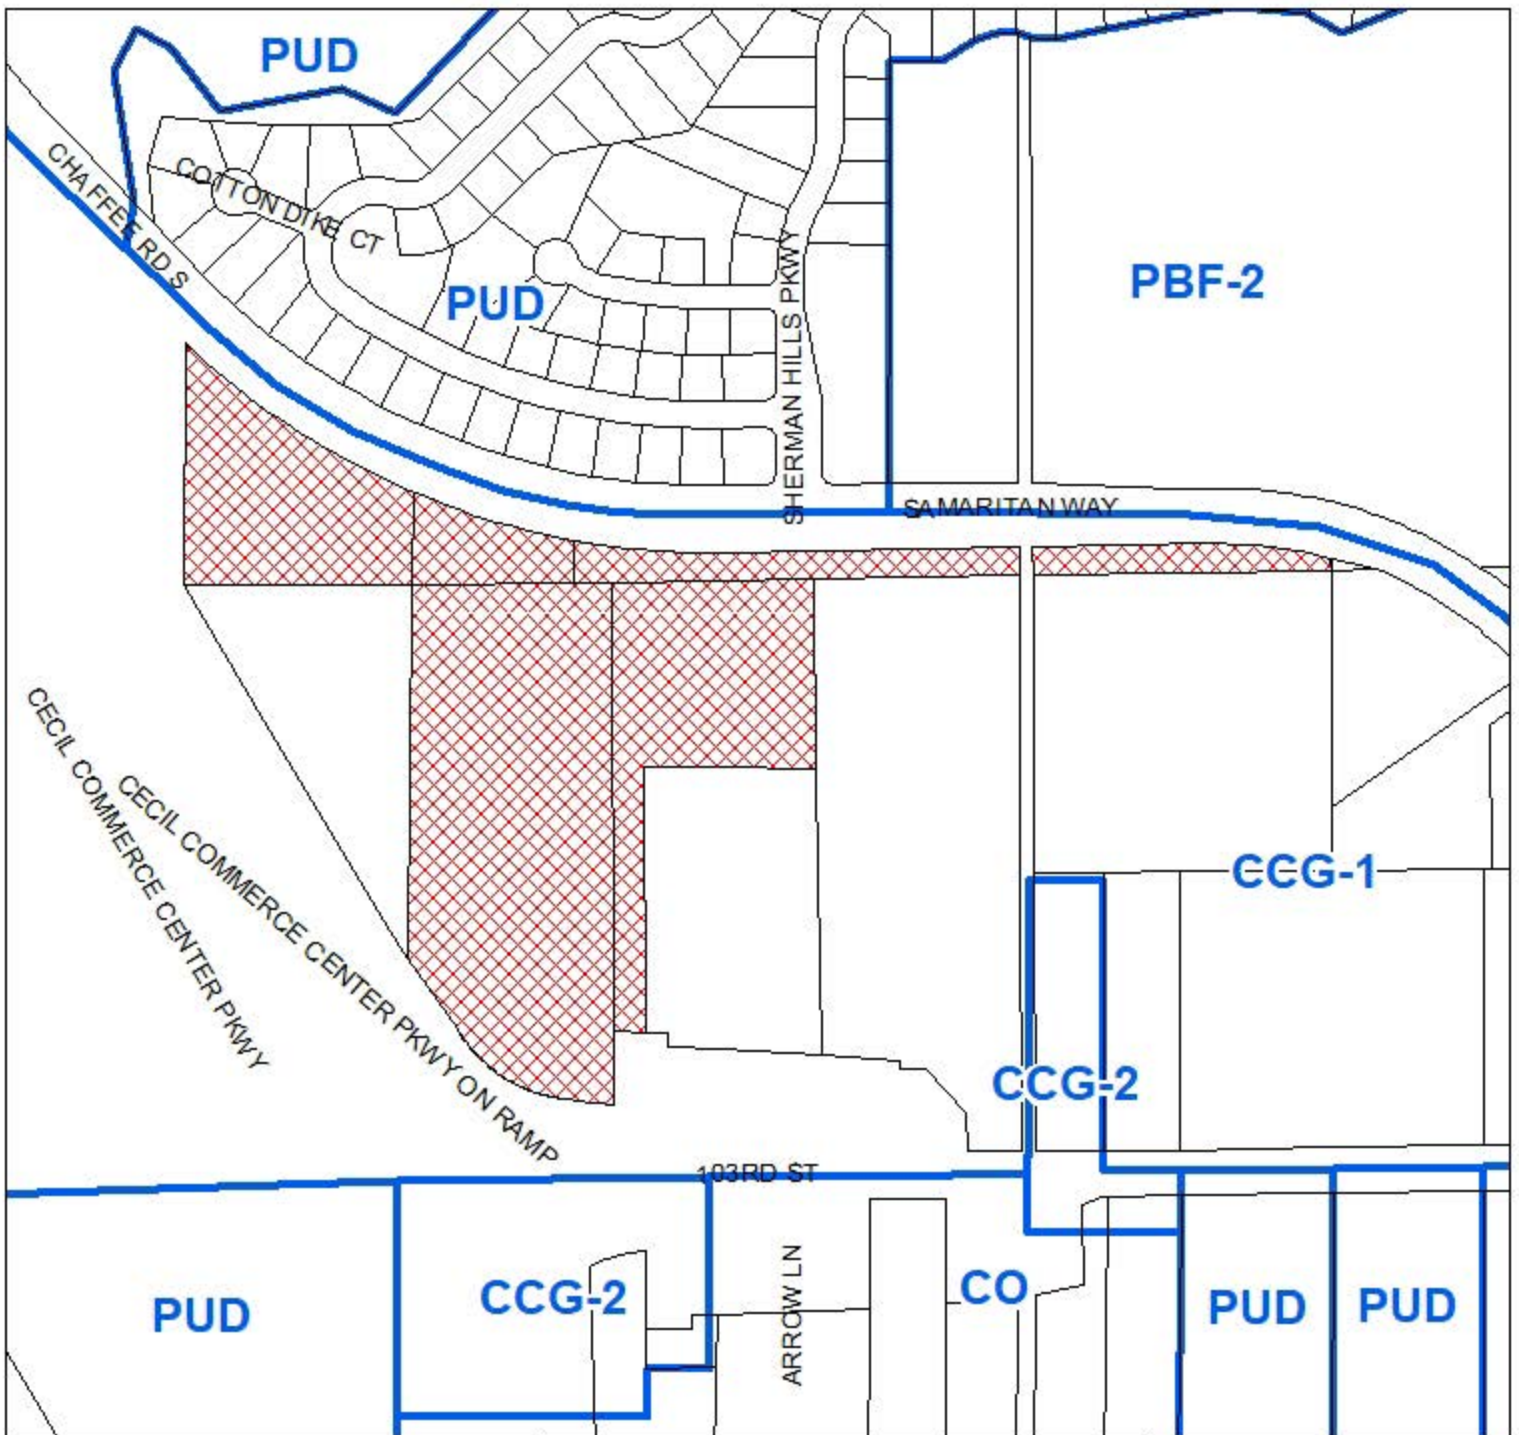 PUD
CHAFFEE RD S
COTTON DIKE CT
PUD
SHERMAN HILLS PKWY
PBF-2
SAMARITAN WAY
CECIL COMMERCE CENTER PKWY
CECIL COMMERCE CENTER PKWY ON RAMP
CCG-1
CCG-2
103RD ST
PUD
CCG-2
ARROW LN
CO
PUD
PUD